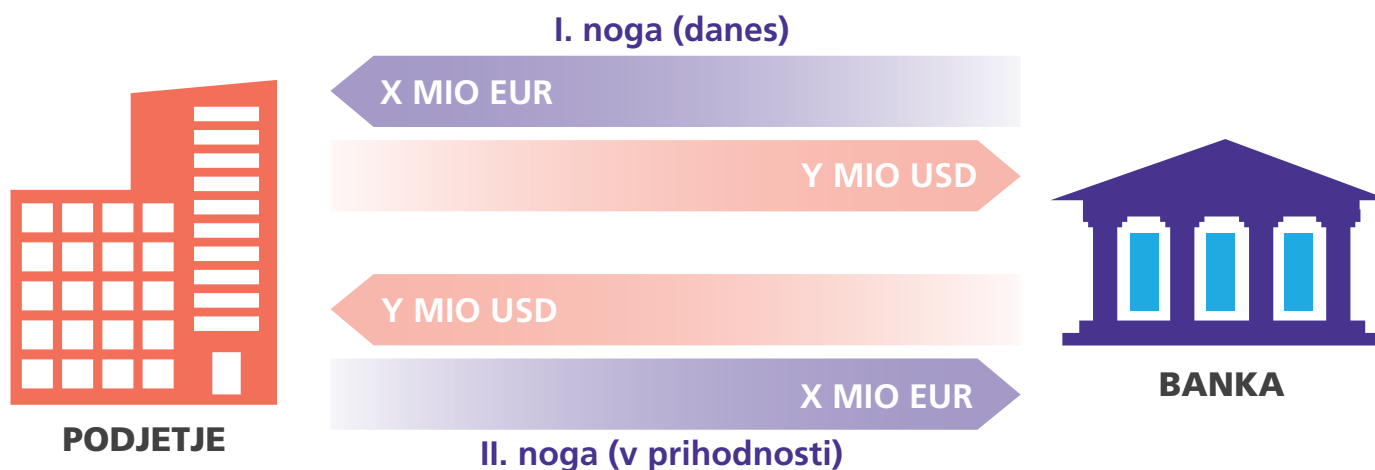 I. noga (danes)
X MIO EUR
Y MIO USD
Y MIO USD
X MIO EUR
BANKA
PODJETJE
II. noga (v prihodnosti)